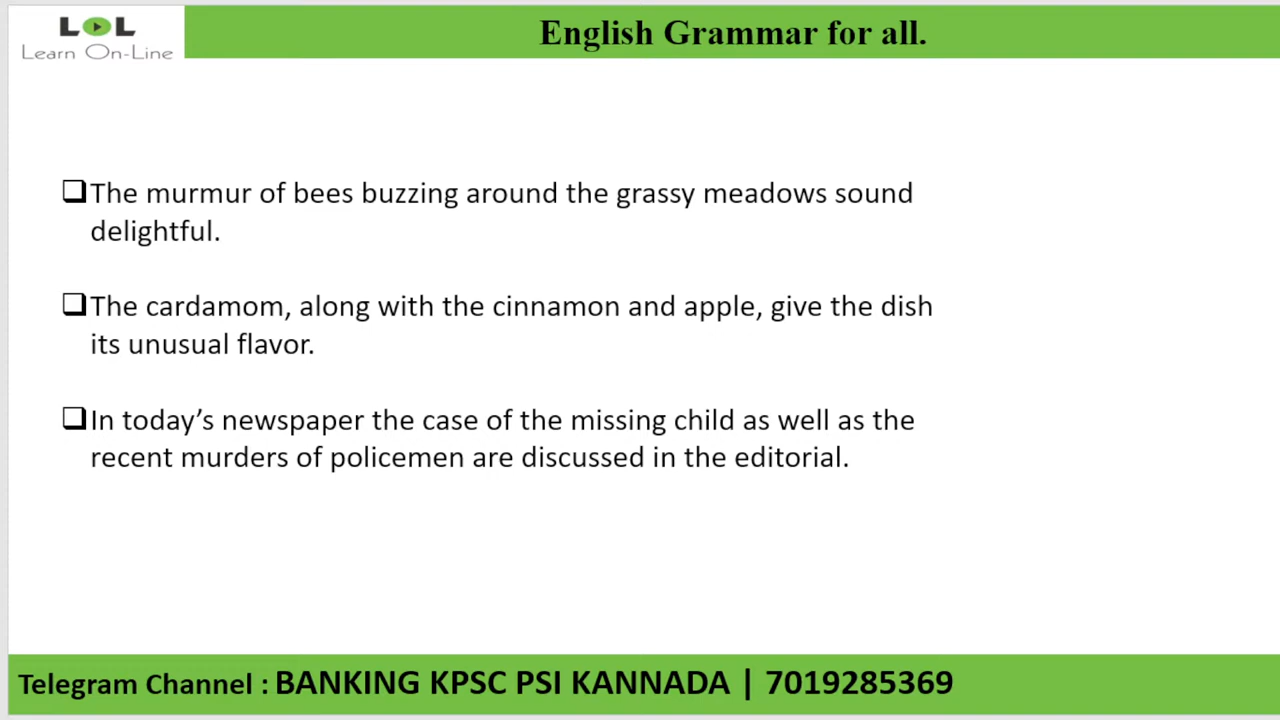 LOL
Learn On-Line
English Grammar for all.
The murmur of bees buzzing around the grassy meadows sound
delightful.
The cardamom, along with the cinnamon and apple, give the dish
its unusual flavor.
In today’s newspaper the case of the missing child as well as the
recent murders of policemen are discussed in the editorial.
Telegram Channel : BANKING KPSC PSI KANNADA | 7019285369